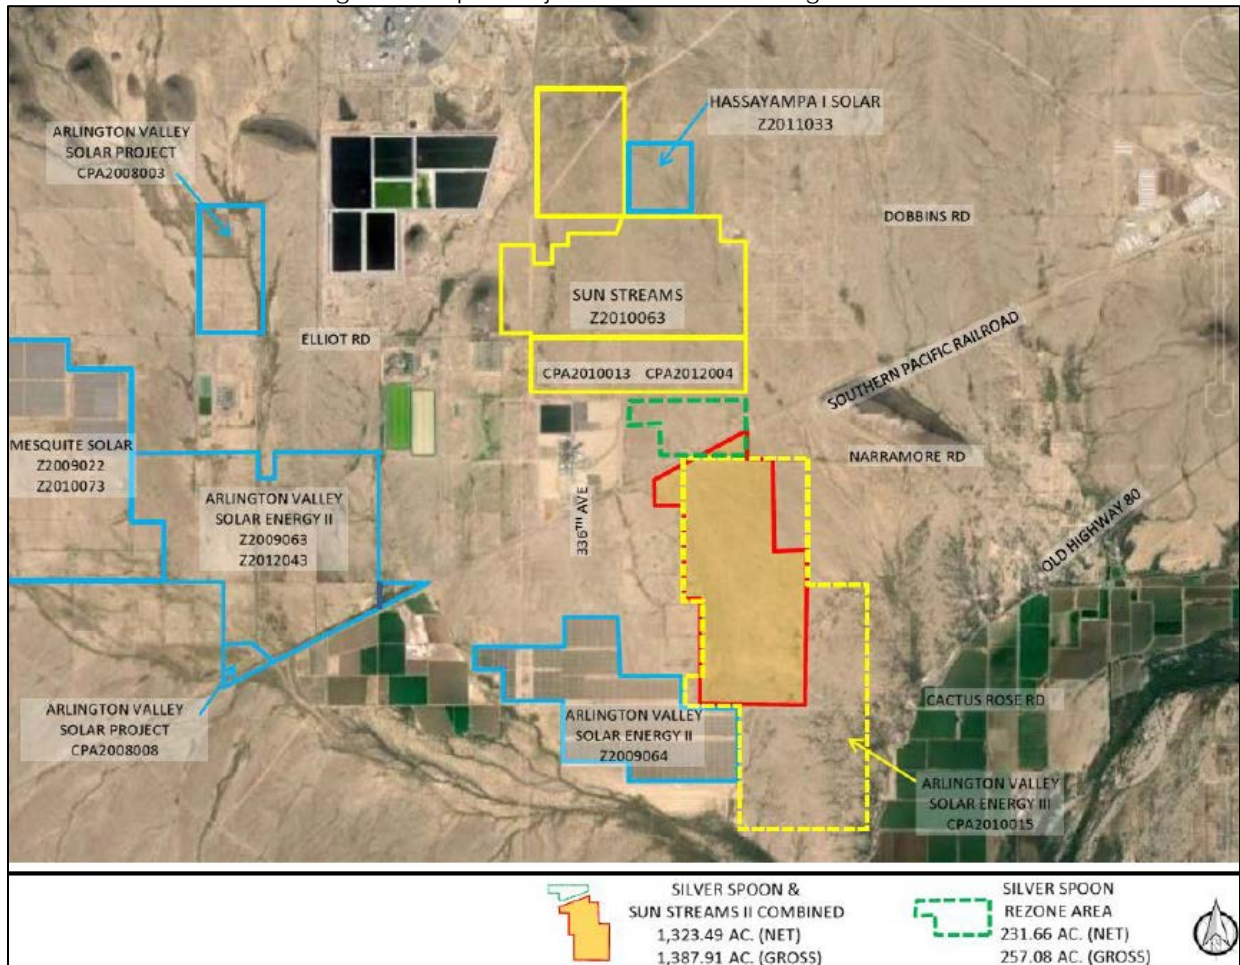 HASSAYAMPA I SOLAR
Z2011033
ARLINGTON VALLEY
SOLAR PROJECT
CPA2008003
DOBBINS RD
SUN STREAMS
Z2010063
ELLIOT RD
SOUTHERN PACIFIC RAILROAD
CPA2010013 CPA2012004
MESQUITE SOLAR
Z2009022
Z2010073
NARRAMORE RD
ARLINGTON VALLEY
SOLAR ENERGY II
Z2009063
Z2012043
336TH AVE
OLD HIGHWAY 80
ARLINGTON VALLEY
SOLAR PROJECT
CPA2008008
ARLINGTON VALLEY
SOLAR ENERGY II
Z2009064
CACTUS ROSE RD
ARLINGTON VALLEY
SOLAR ENERGY III
CPA2010015
SILVER SPOON &
SUN STREAMS II COMBINED
1,323.49 AC. (NET)
1,387.91 AC. (GROSS)
SILVER SPOON
REZONE AREA
231.66 AC. (NET)
257.08 AC. (GROSS)